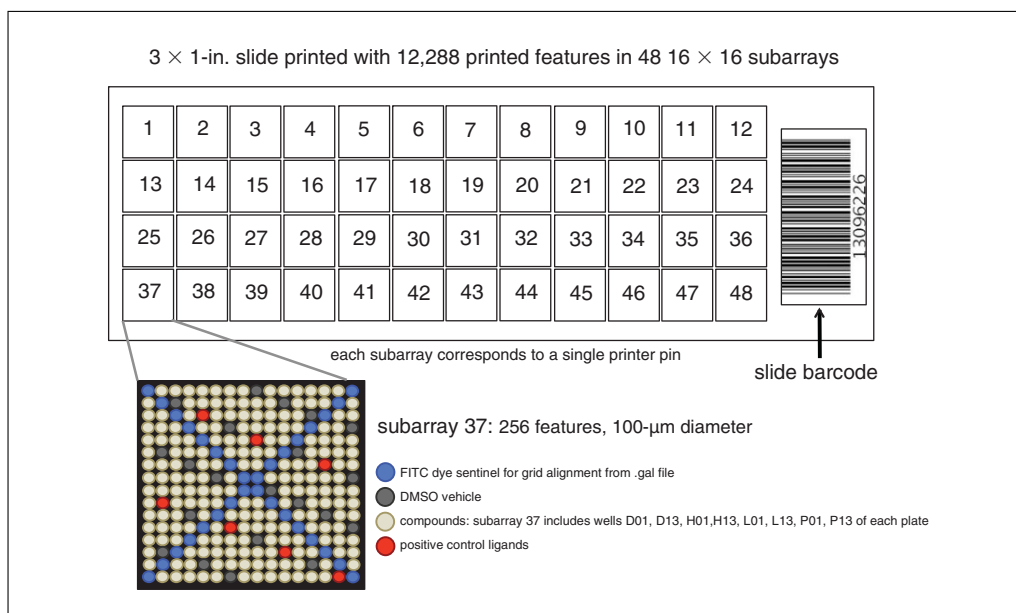 3 × 1-in. slide printed with 12,288 printed features in 48 16 × 16 subarrays
1 2 3 4 5 6 7 8 9 10 11 12
13 14 15 16 17 18 19 20 21 22 23 24
25 26 27 28 29 30 31 32 33 34 35 36
37 38 39 40 41 42 43 44 45 46 47 48
13096226
each subarray corresponds to a single printer pin
slide barcode
subarray 37: 256 features, 100-µm diameter
FITC dye sentinel for grid alignment from .gal file
DMSO vehicle
compounds: subarray 37 includes wells D01, D13, H01,H13, L01, L13, P01, P13 of each plate
positive control ligands